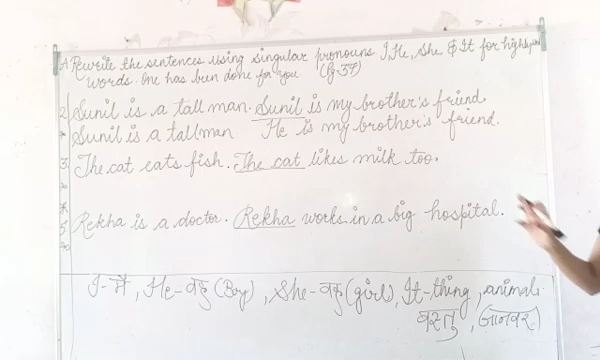 A Rewrite the sentences using singular pronouns I, He, She & It for highlighted
words. One has been done for you (Pg-37)
2 Sunil is a tall man. Sunil is my brother's friend
Sunil is a tall man He is my brother's friend.
3. The cat eats fish. The cat likes milk too.
5 Rekha is a doctor. Rekha works in a big hospital.
I-मैं, He-वह (Boy), She-वह (girl), It-thing, animals
वस्तु, (जानवर)